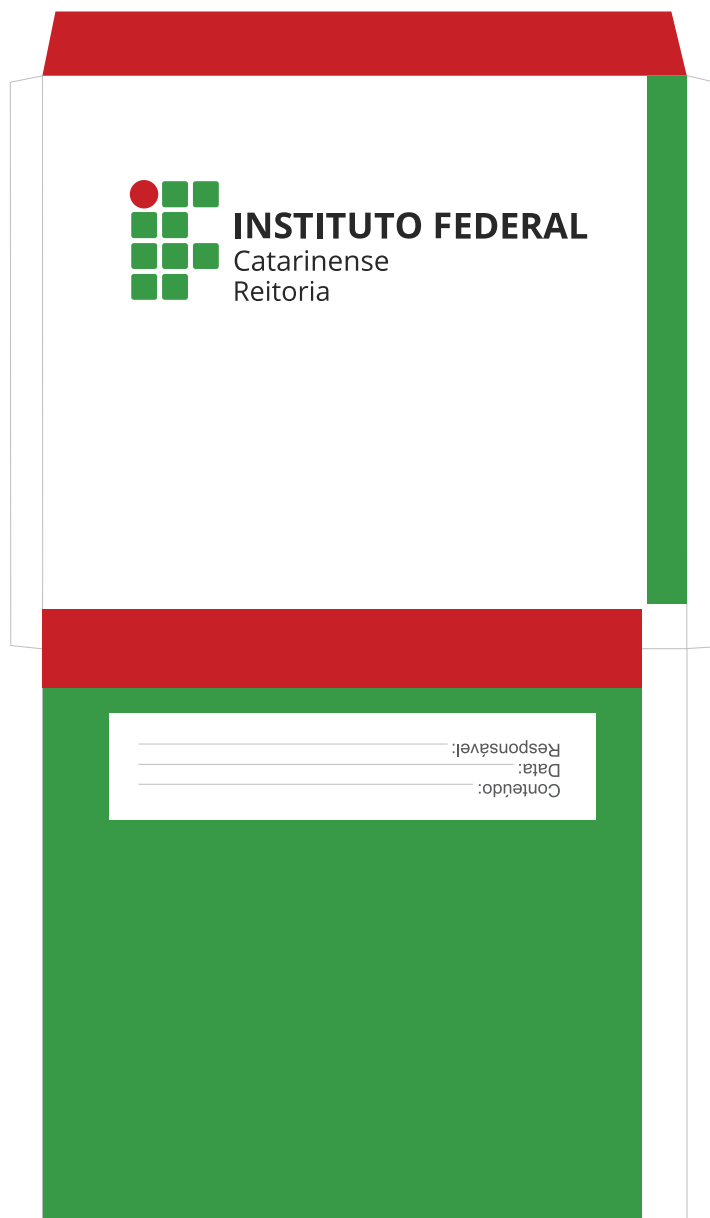 INSTITUTO FEDERAL
Catarinense
Reitoria
Conteúdo:
Data:
Responsável: